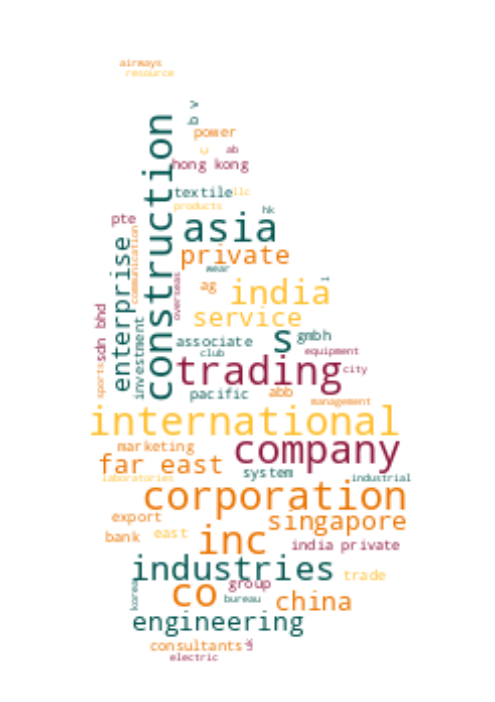 airways
resource
b v
power
u
ab
hong kong
construction
textile
llc
products
hk
pte
asia
private
wear
communication
enterprise
overseas
ag
india
i
service
s
gmbh
sdn bhd
investment
associate
equipment
club
trading
city
sports
pacific
abb
management
international
marketing
company
far east
system
laboratories
industrial
corporation
export
singapore
bank
east
inc
india private
industries
trade
korea
co
group
bureau
china
engineering
consultants
electric